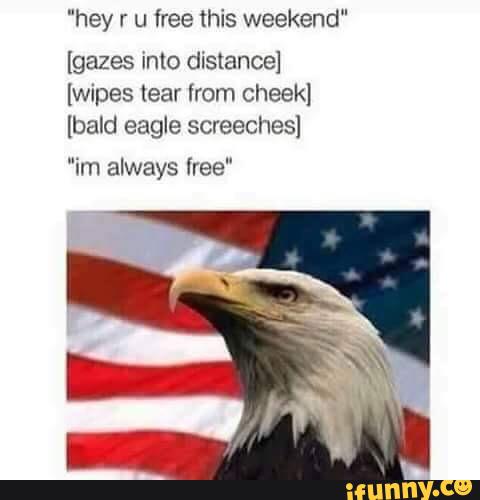 "hey r u free this weekend"
[gazes into distance]
[wipes tear from cheek]
[bald eagle screeches]
"im always free"
ifunny.co